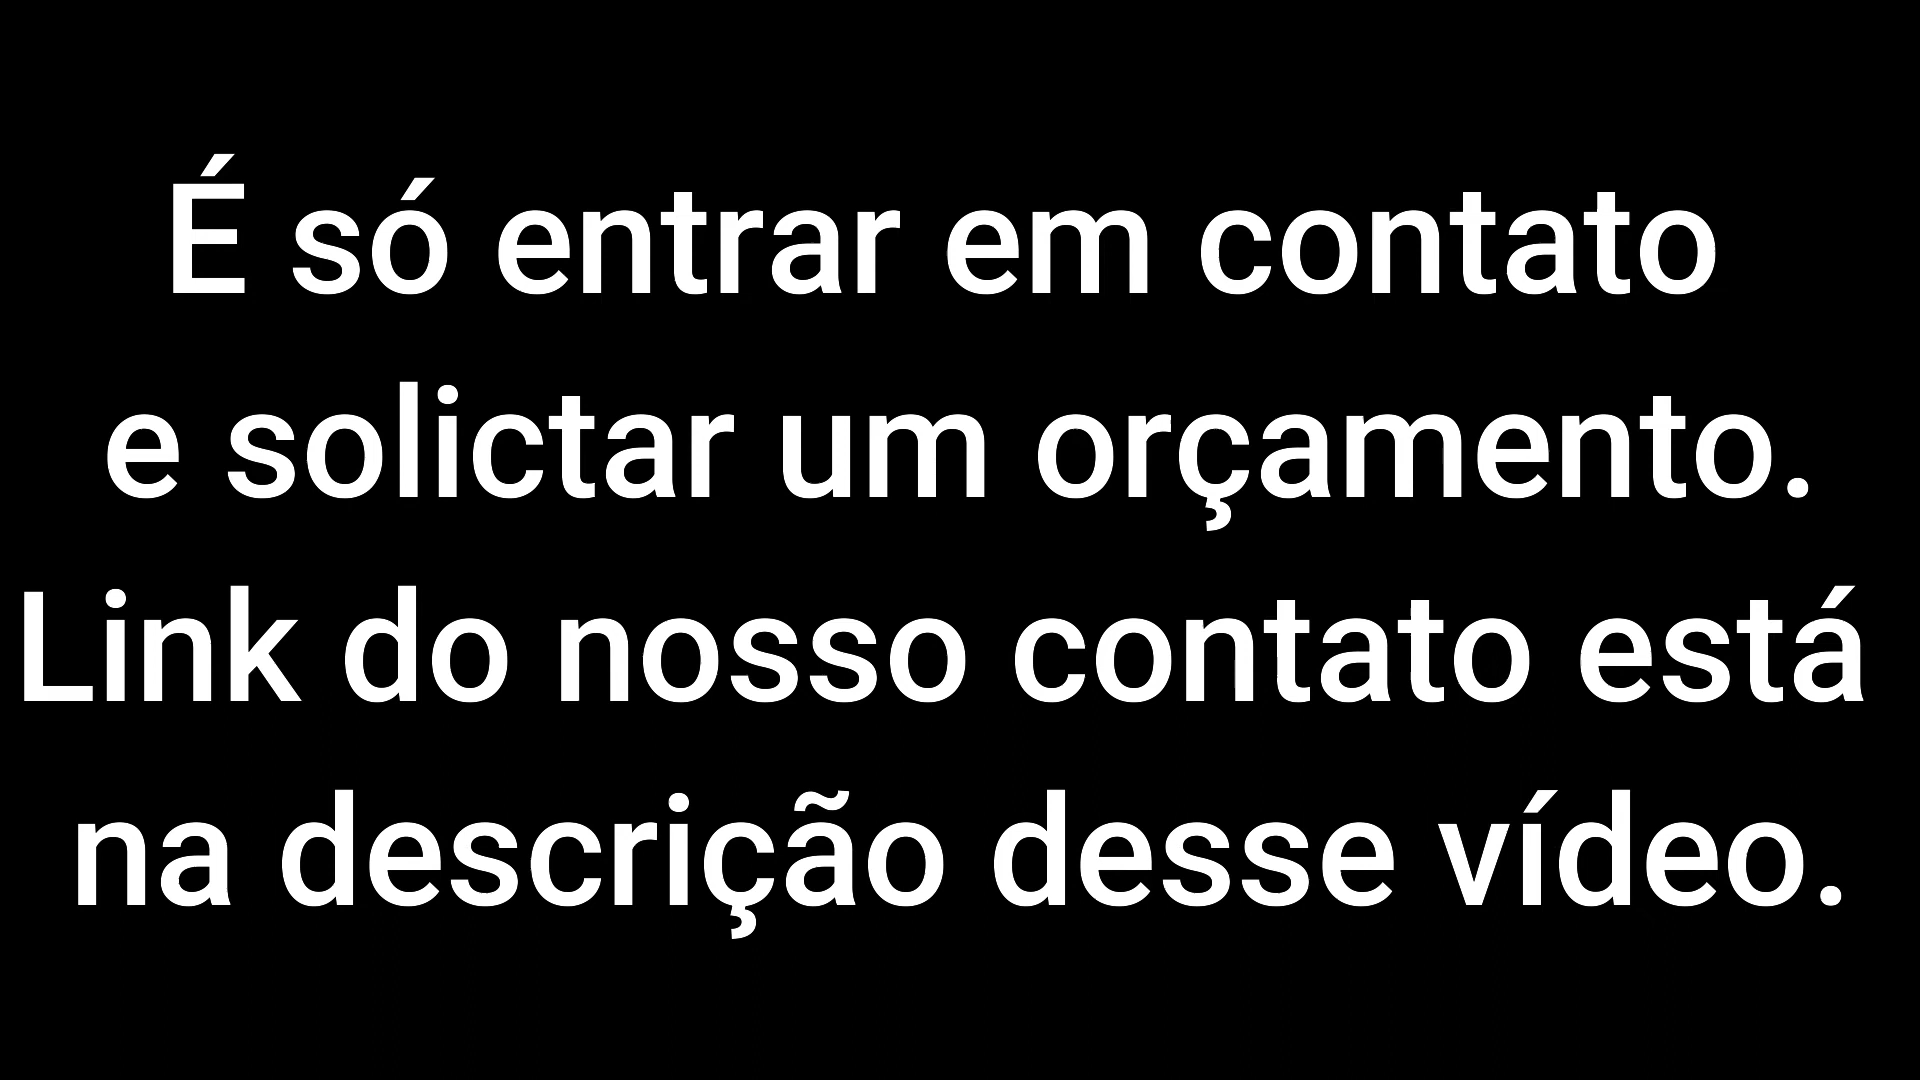 É só entrar em contato
e solictar um orçamento.
Link do nosso contato está
na descrição desse vídeo.